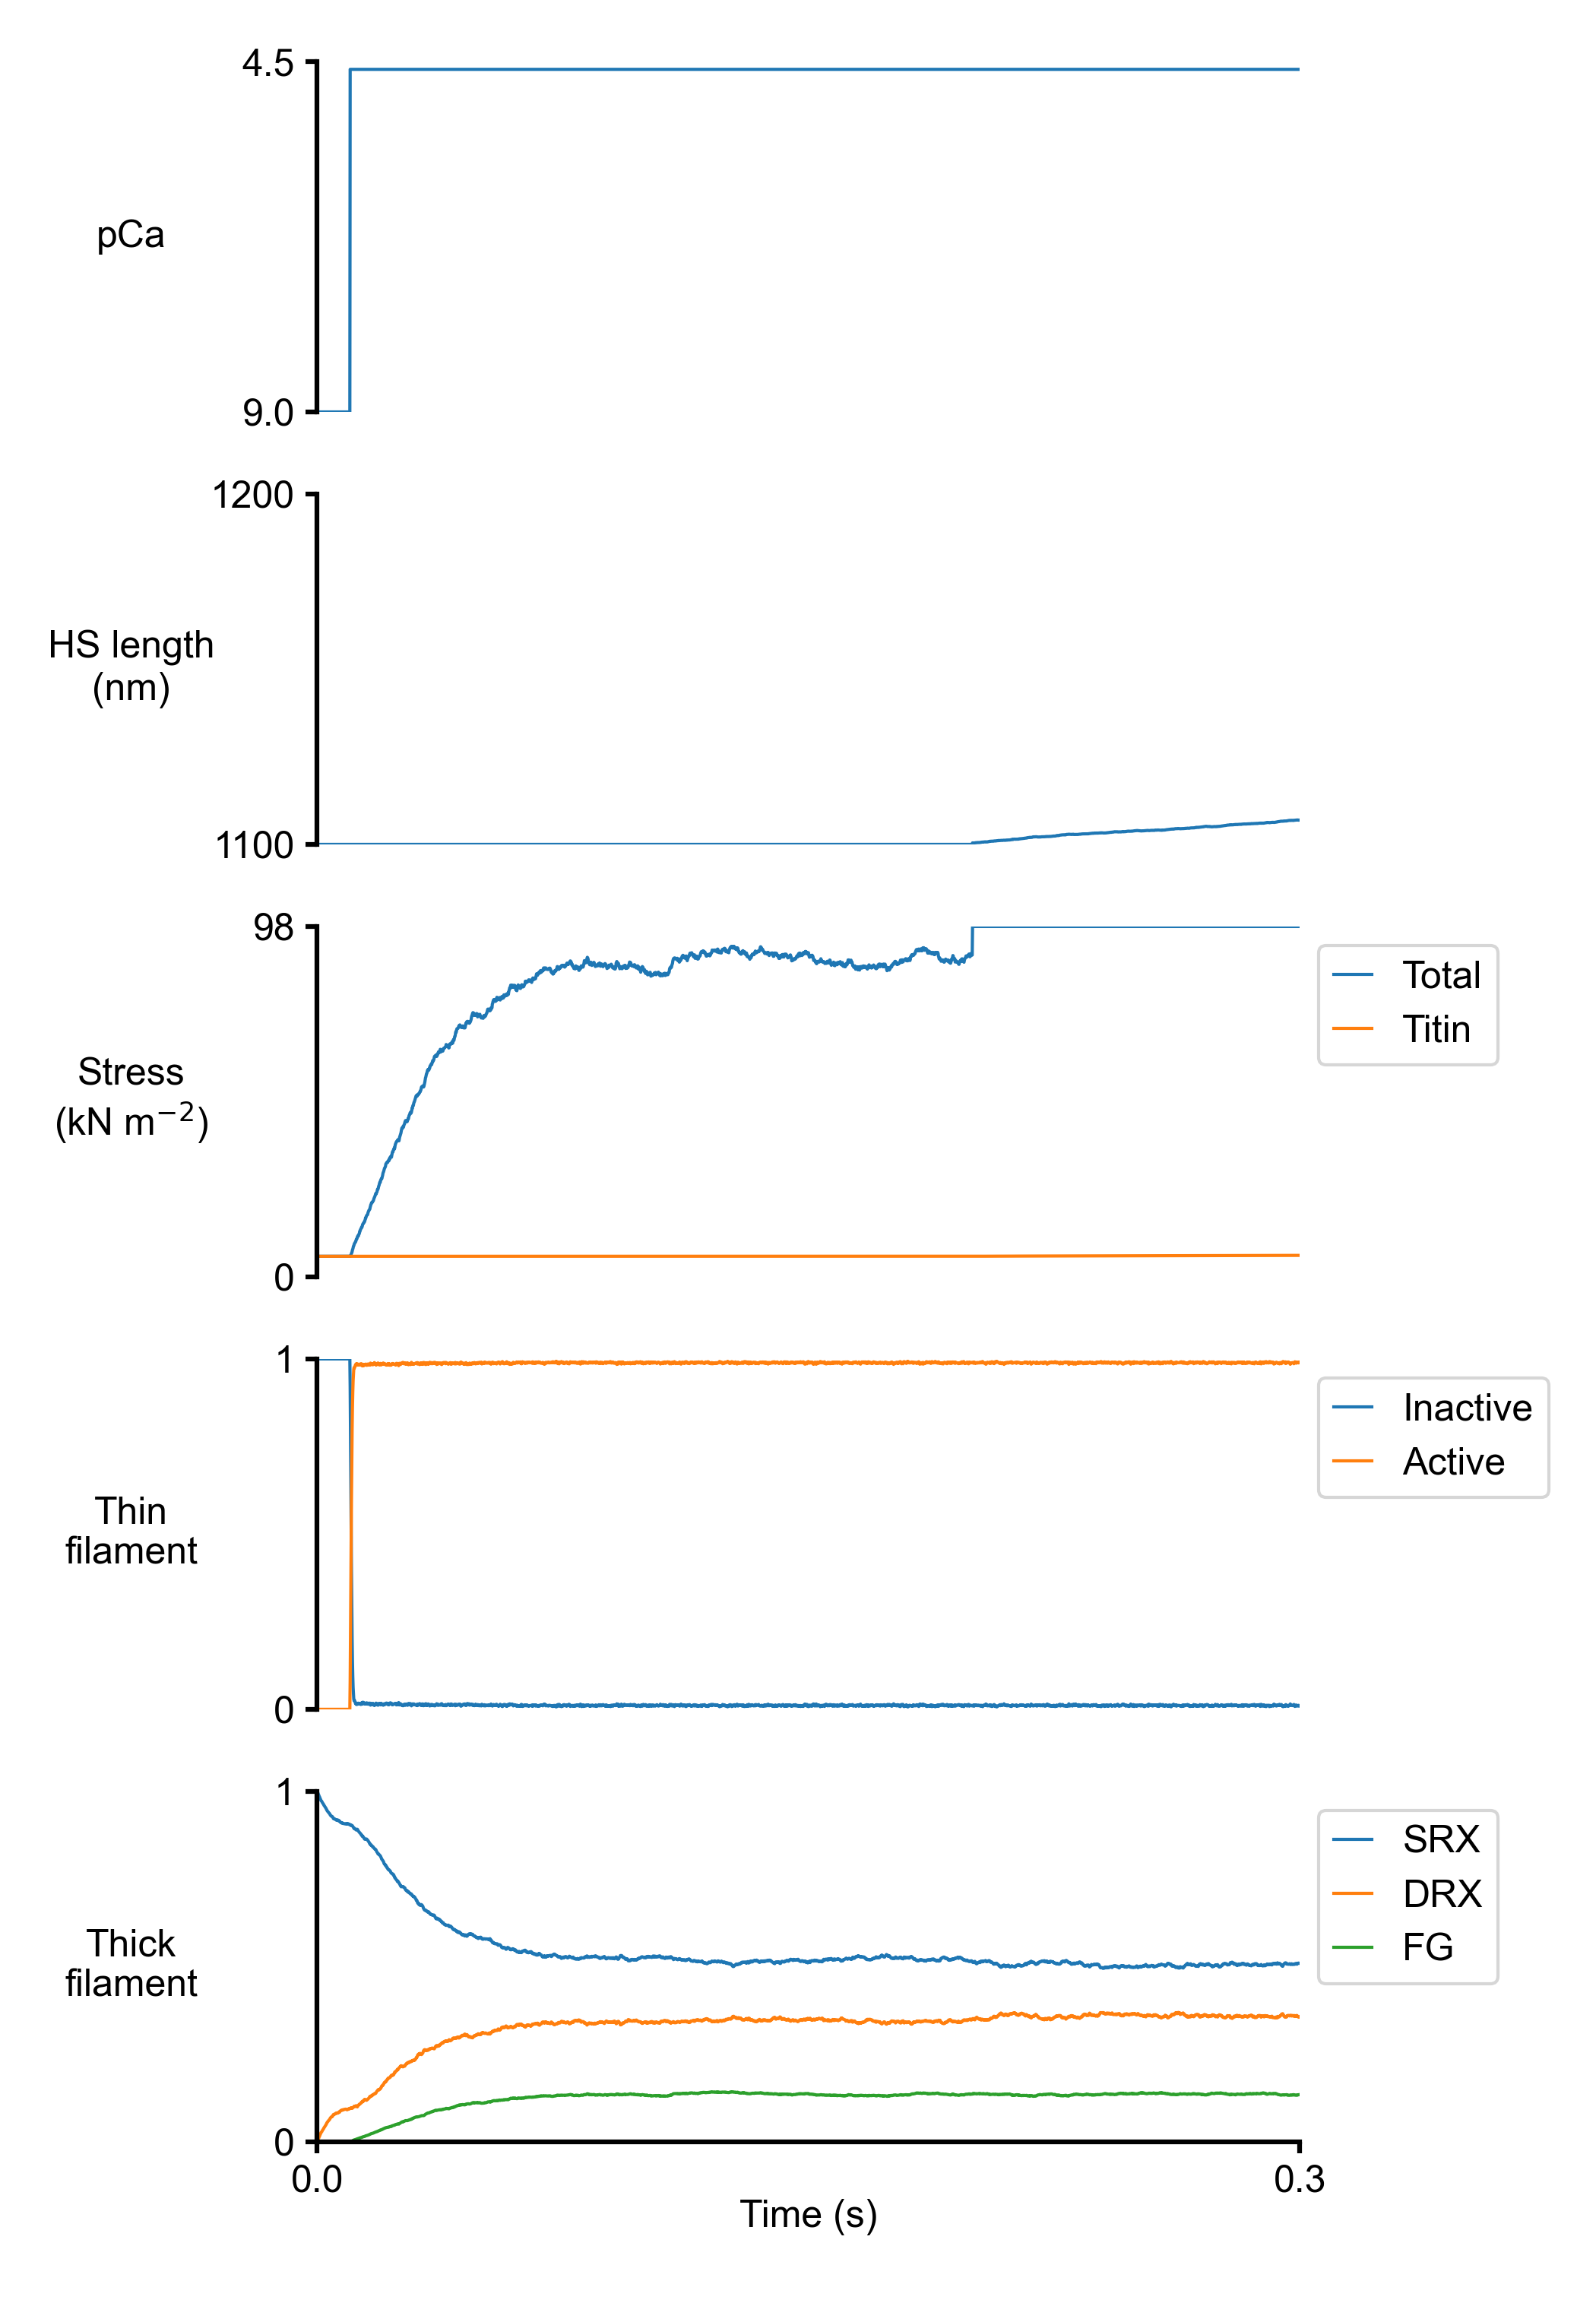 4.5
pCa
9.0
1200
HS length
(nm)
1100
98
Total
Titin
Stress
(kN m⁻²)
0
1
Inactive
Active
Thin
filament
0
1
SRX
DRX
FG
Thick
filament
0
0.0
0.3
Time (s)